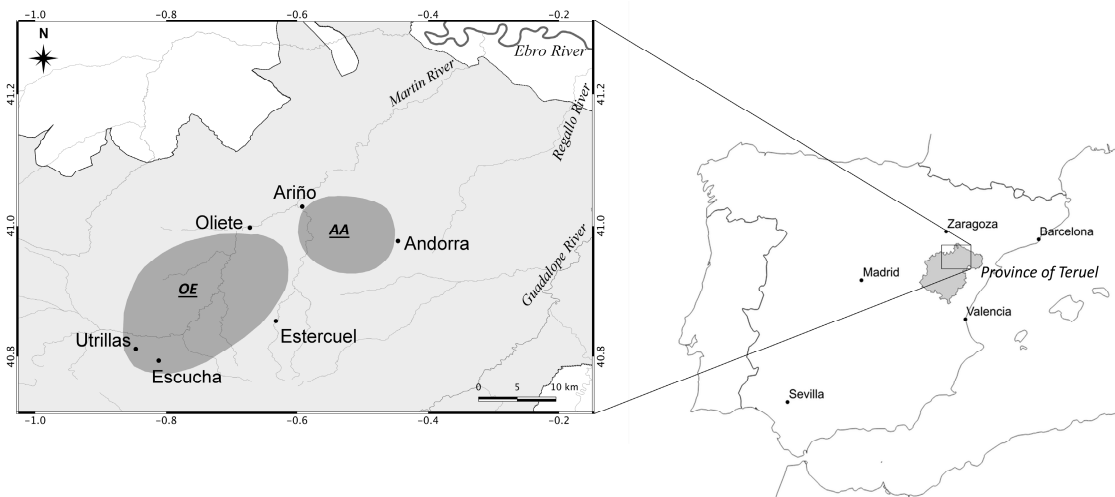 −1.0
−0.8
−0.6
−0.4
−0.2
N
Ebro River
Martin River
41.2
41.2
Regallo River
Ariño
Oliete
AA
Andorra
41.0
41.0
Guadalope River
OE
Estercuel
Utrillas
Escucha
40.8
40.8
0 5 10 km
−1.0
−0.8
−0.6
−0.4
−0.2
Zaragoza
Barcelona
Madrid
Province of Teruel
Valencia
Sevilla